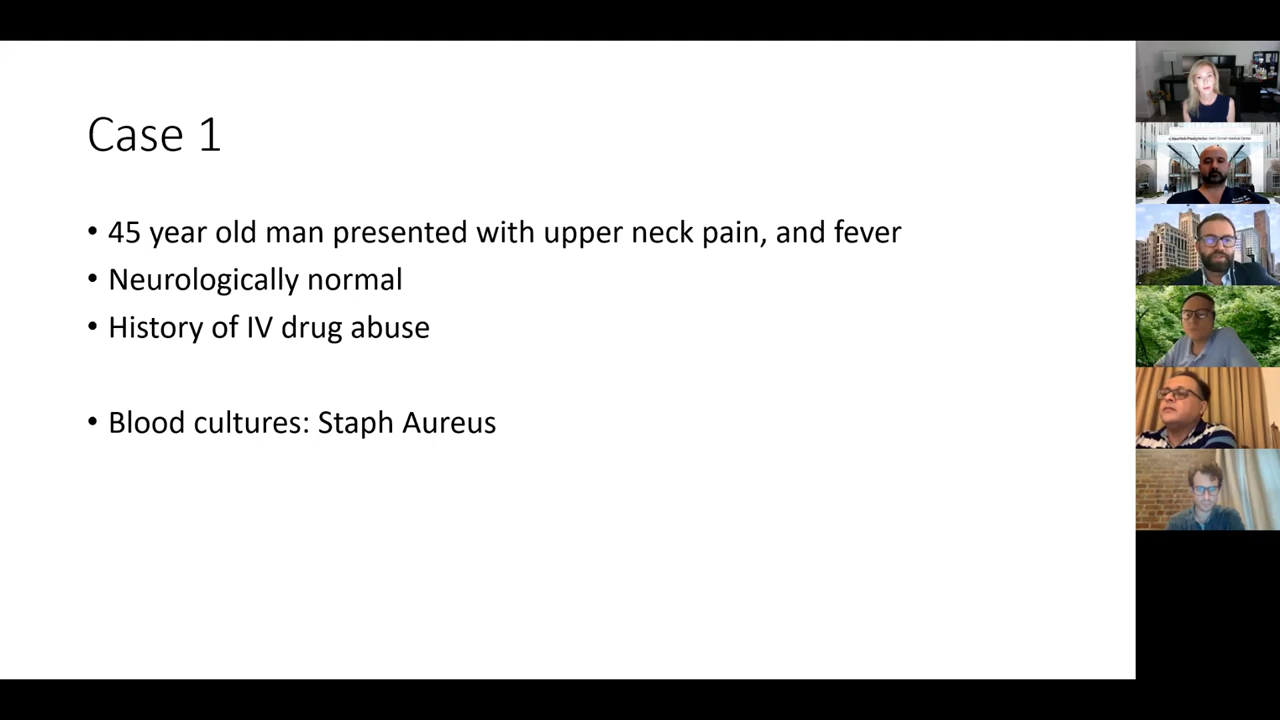 Case 1
• 45 year old man presented with upper neck pain, and fever
• Neurologically normal
• History of IV drug abuse
• Blood cultures: Staph Aureus